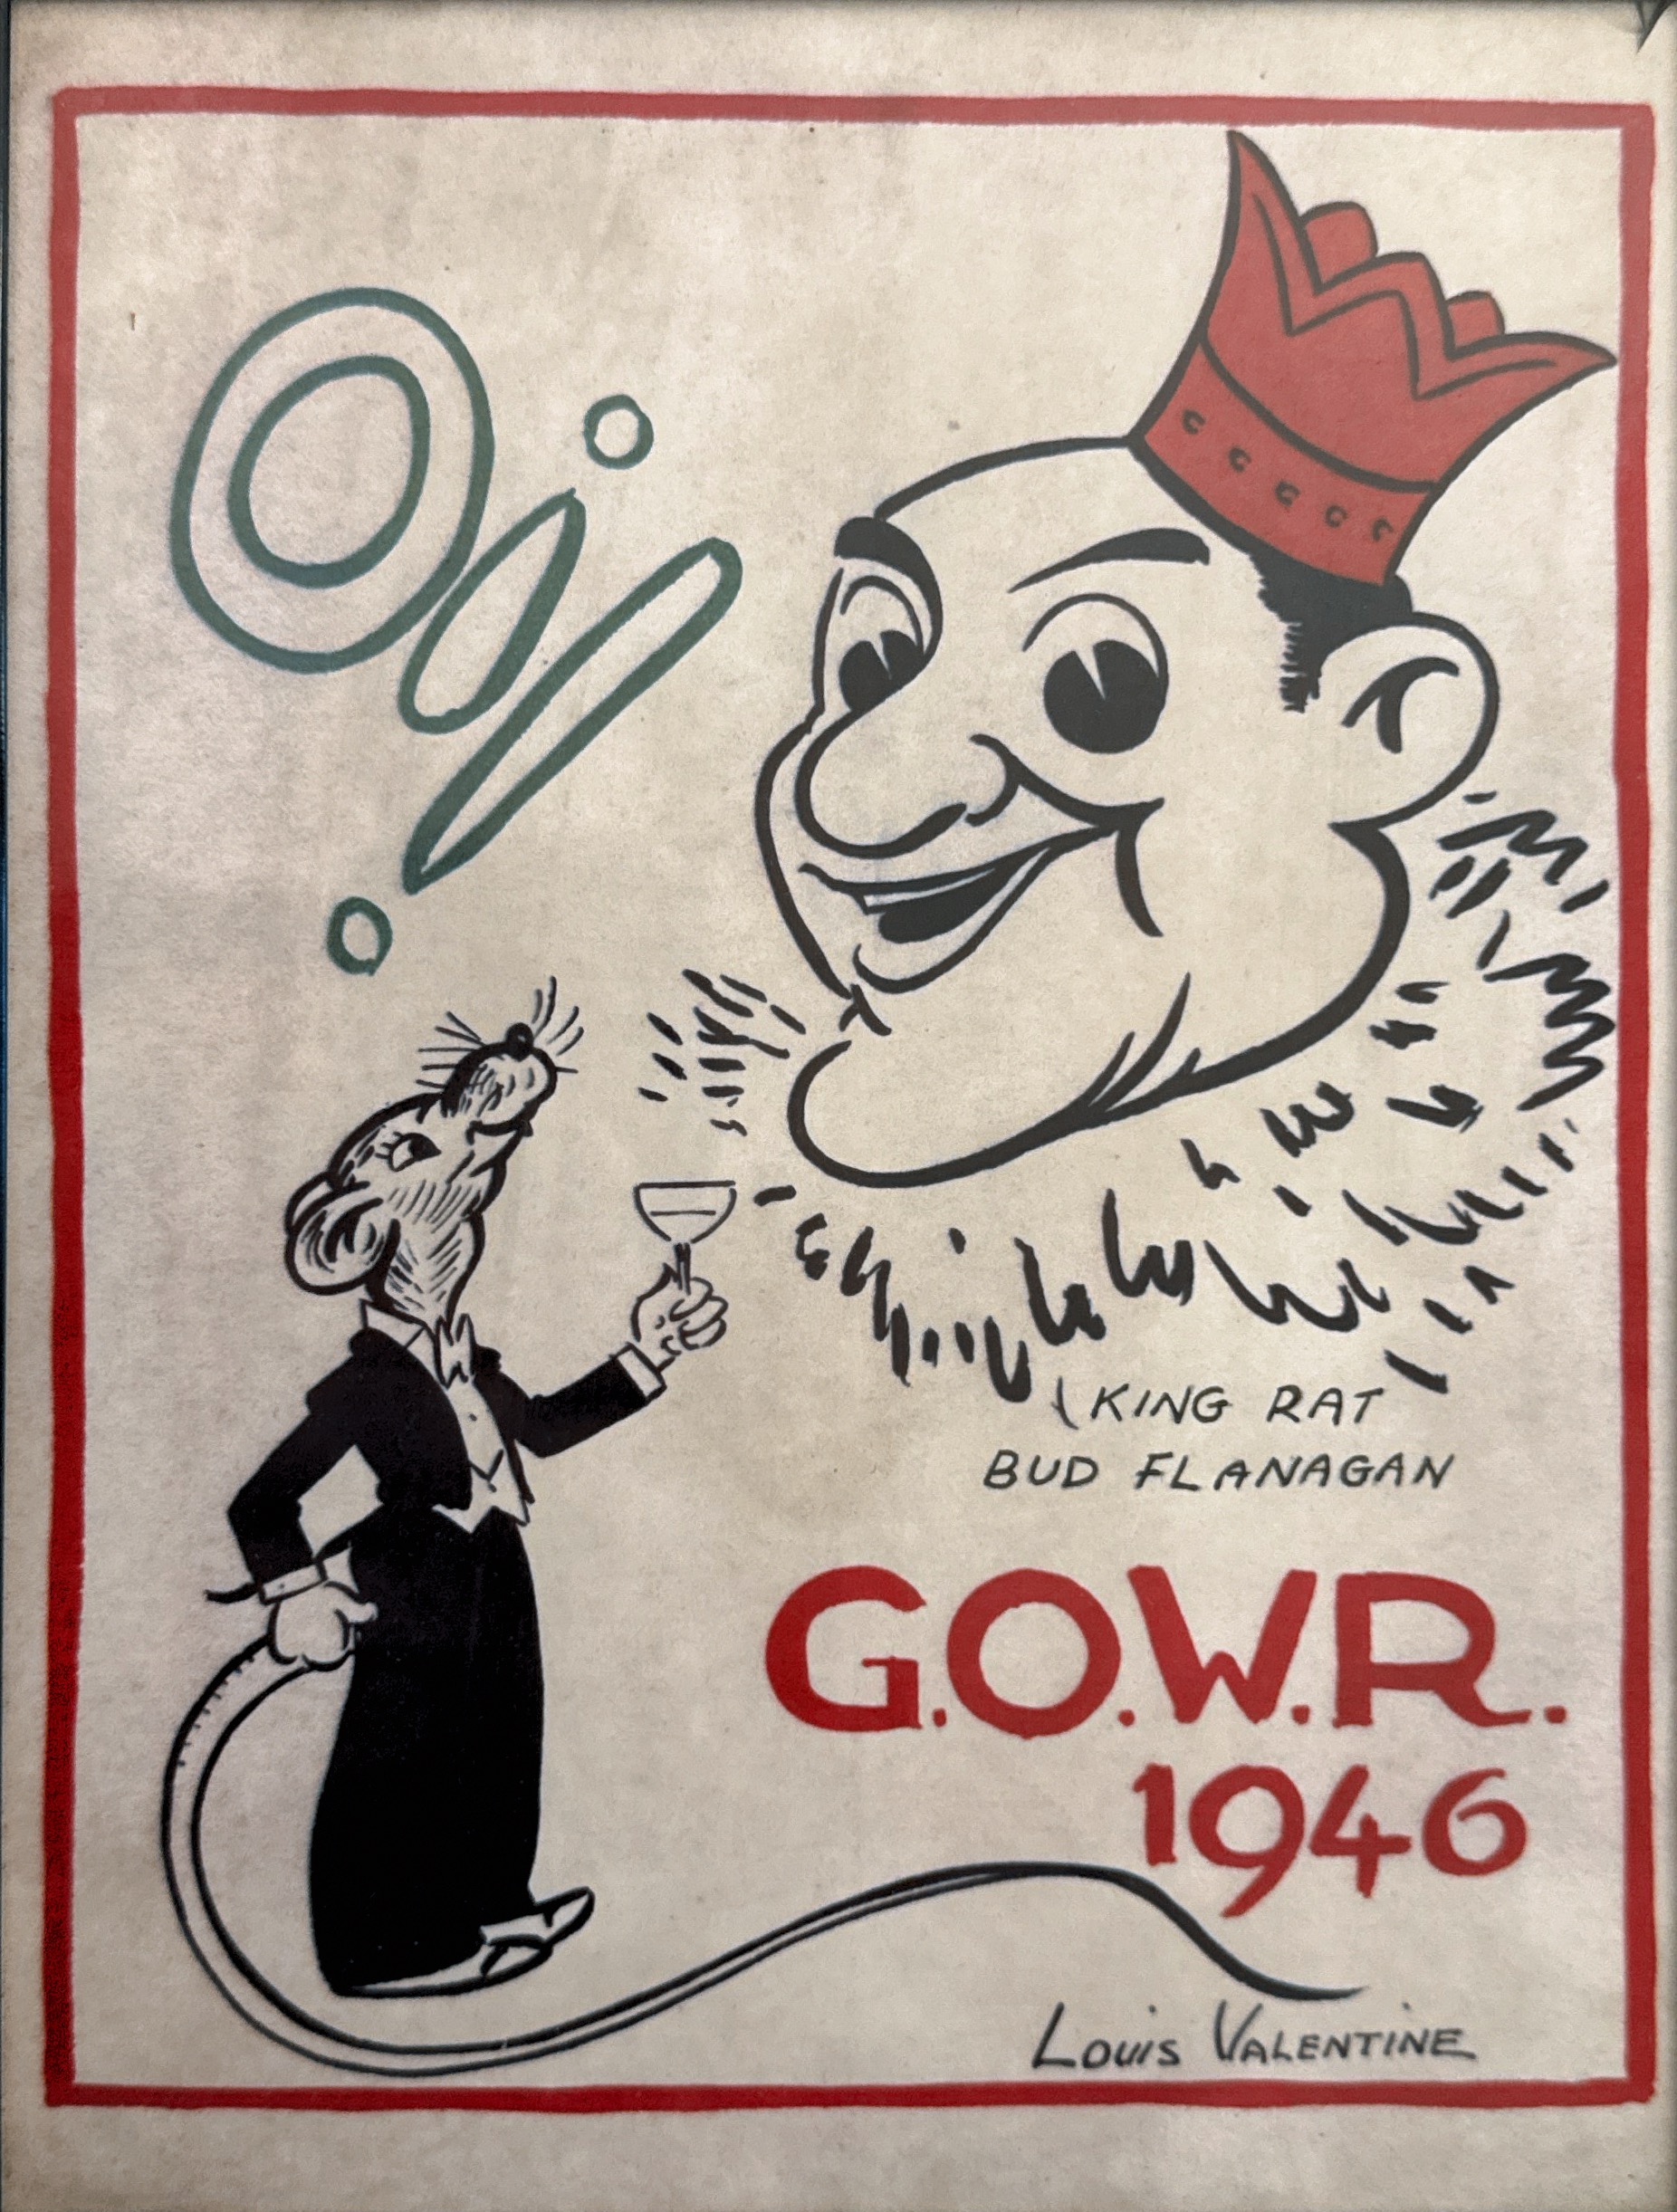 Oi!
KING RAT
BUD FLANAGAN
G.O.W.R.
1946
LOUIS VALENTINE